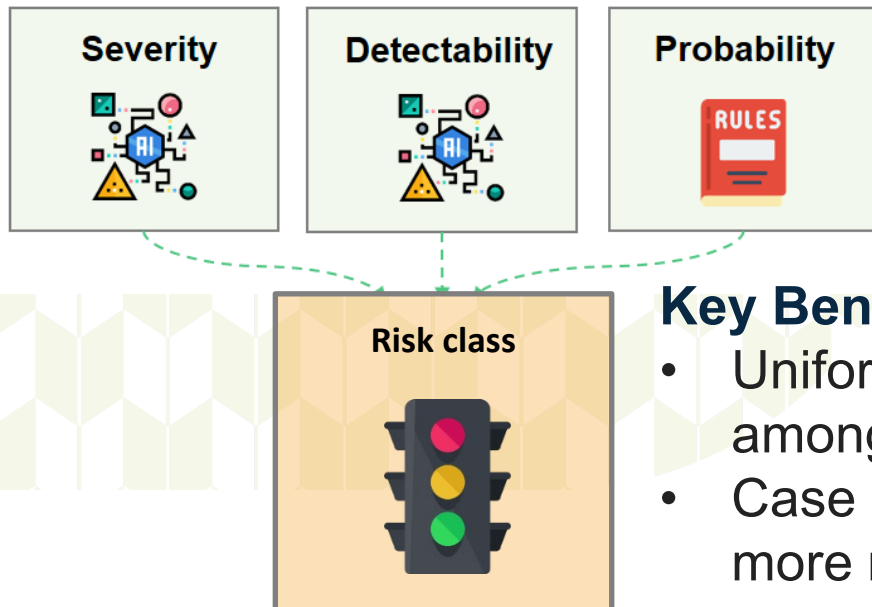 Severity
Detectability
Probability
AI
AI
RULES
Risk class
Key Ben
• Unifor
among
• Case
more